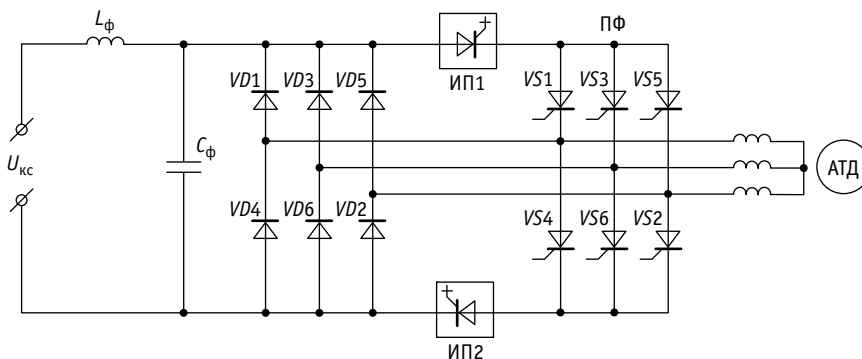 Lф
ПФ
VD1
VD3
VD5
+
ИП1
VS1
VS3
VS5
Uкс
Cф
АТД
VD4
VD6
VD2
VS4
VS6
VS2
+
ИП2